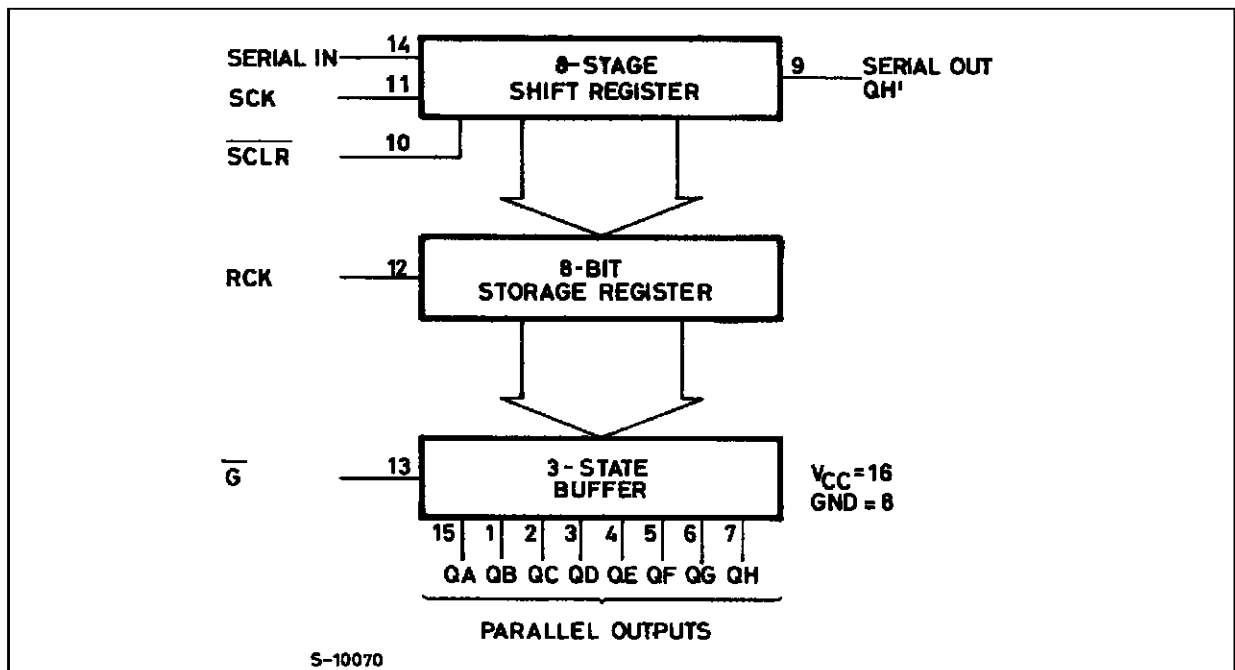 SERIAL IN
14
8-STAGE
SHIFT REGISTER
9
SERIAL OUT
QH'
SCK
11
S̅C̅L̅R̅
10
RCK
12
8-BIT
STORAGE REGISTER
G̅
13
3-STATE
BUFFER
VCC=16
GND = 8
15 1 2 3 4 5 6 7
QA QB QC QD QE QF QG QH
PARALLEL OUTPUTS
S-10070